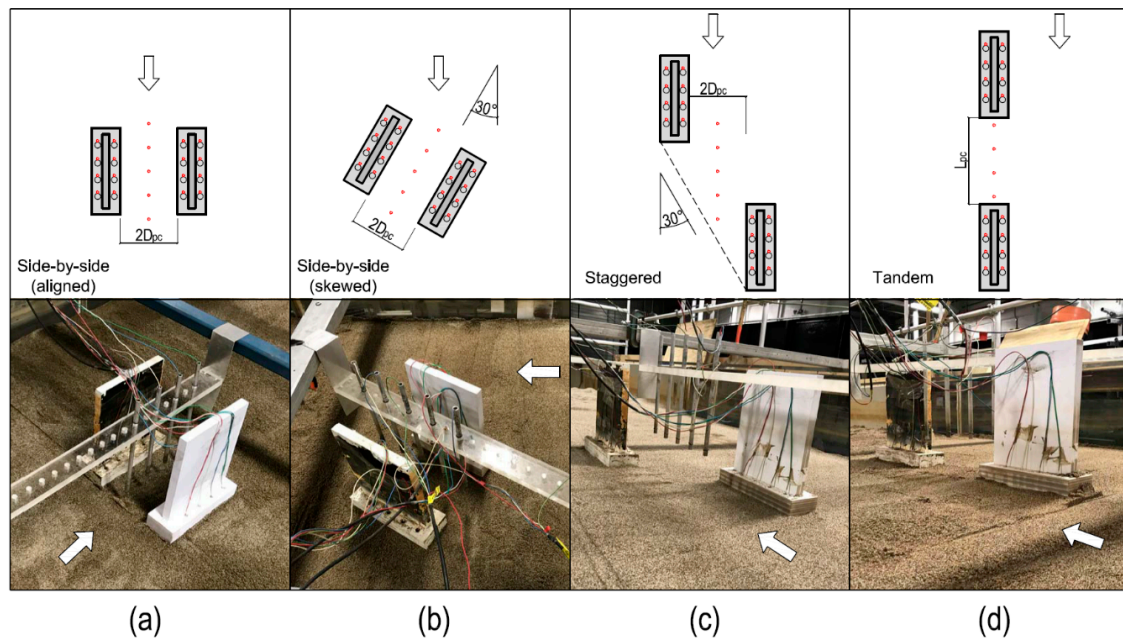 2Dpc
Side-by-side
(aligned)
30°
2Dpc
Side-by-side
(skewed)
2Dpc
30°
Staggered
Lpc
Tandem
(a)
(b)
(c)
(d)